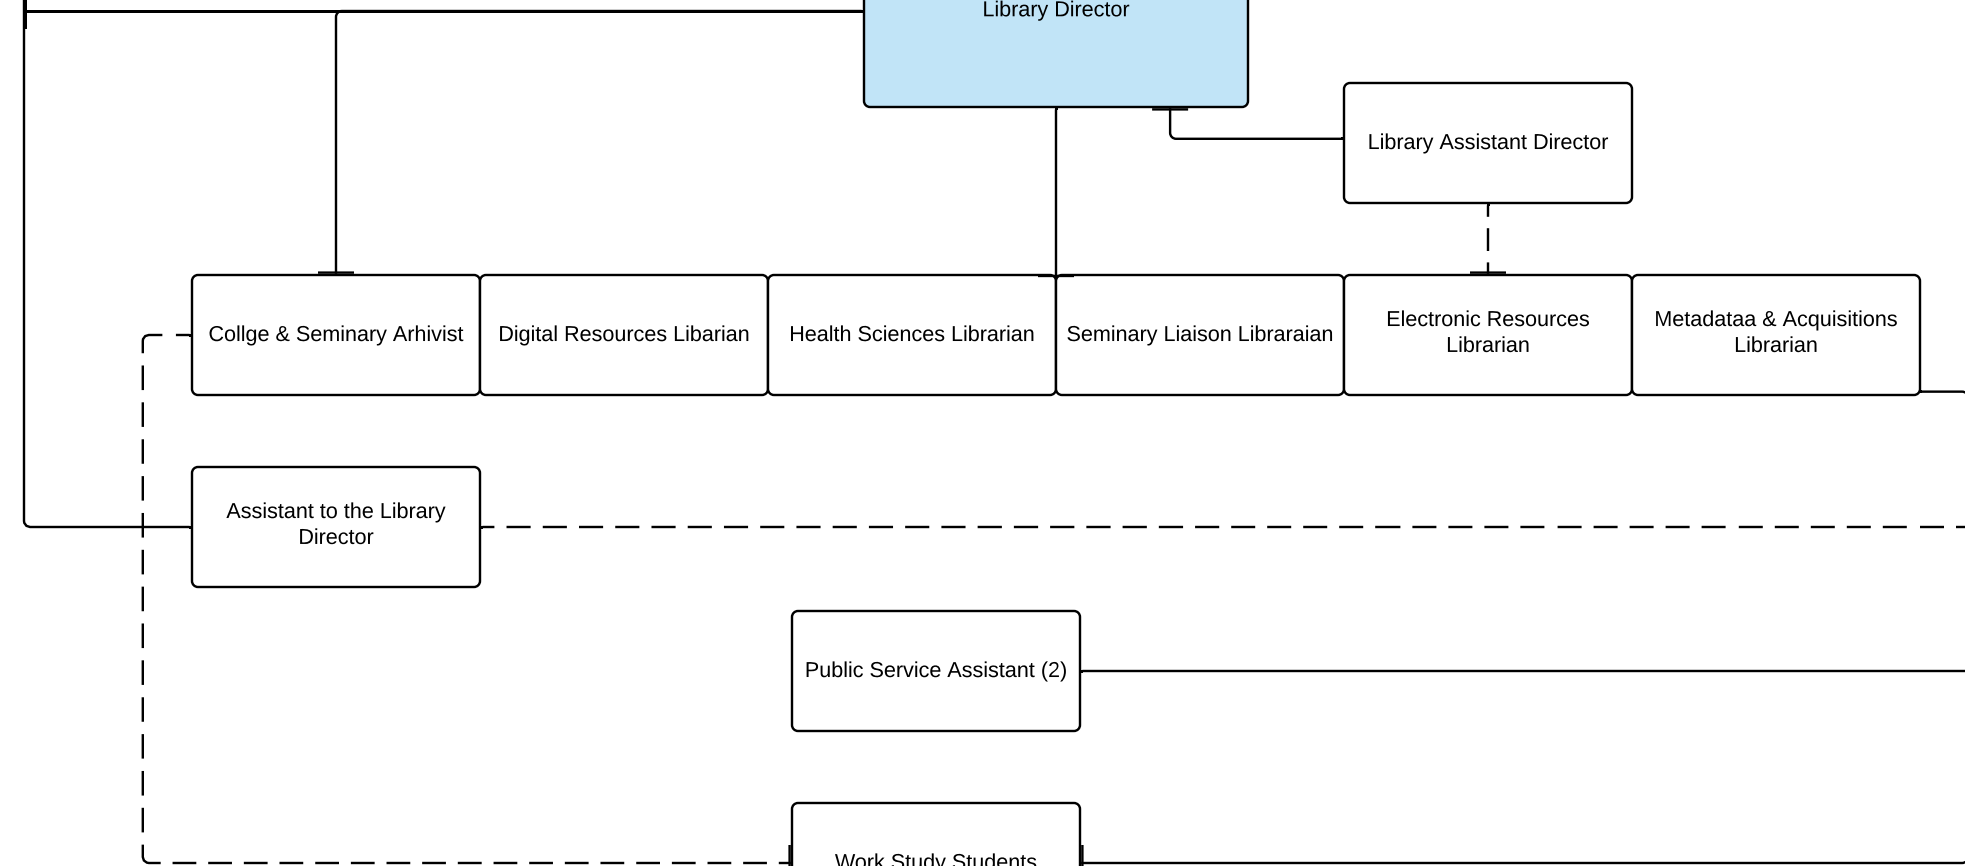 Library Director
Library Assistant Director
Collge & Seminary Arhivist
Digital Resources Libarian
Health Sciences Librarian
Seminary Liaison Libraraian
Electronic Resources
Librarian
Metadataa & Acquisitions
Librarian
Assistant to the Library
Director
Public Service Assistant (2)
Work Study Students